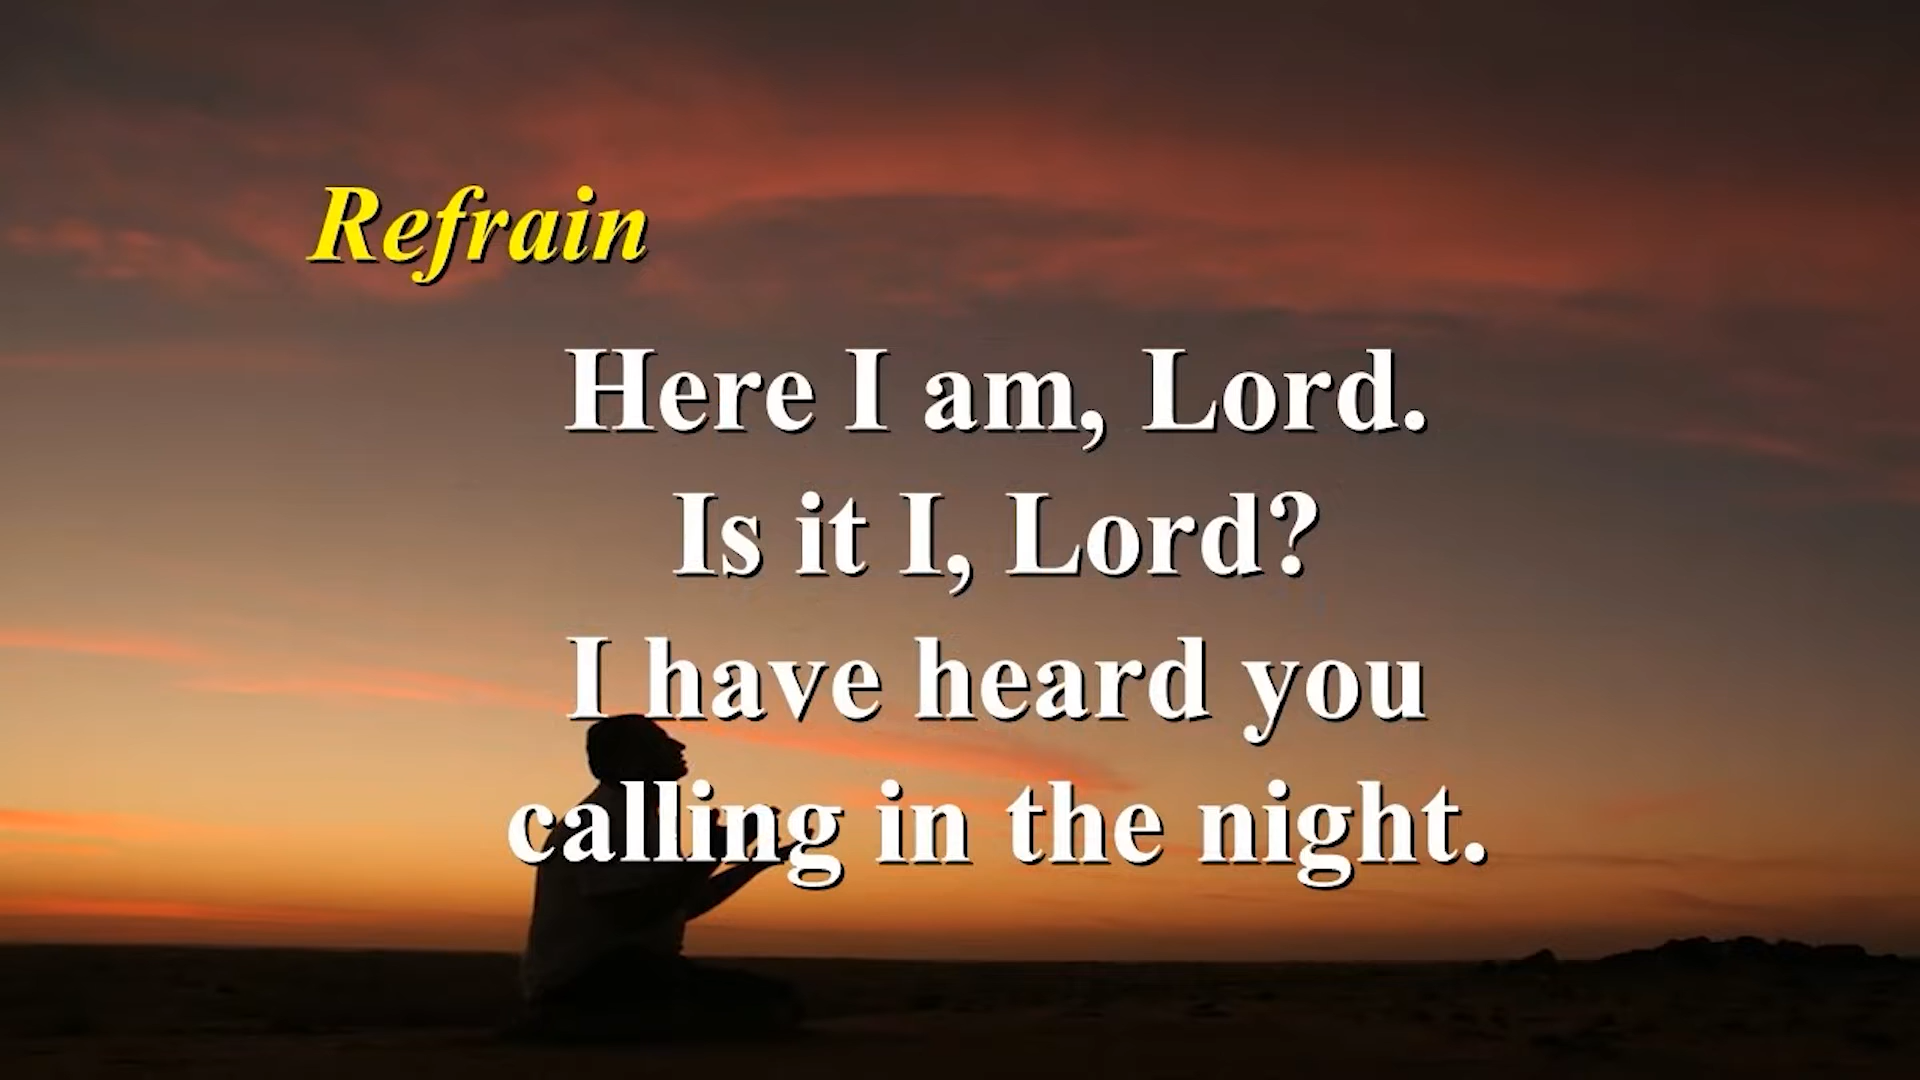 Refrain
Here I am, Lord.
Is it I, Lord?
I have heard you
calling in the night.